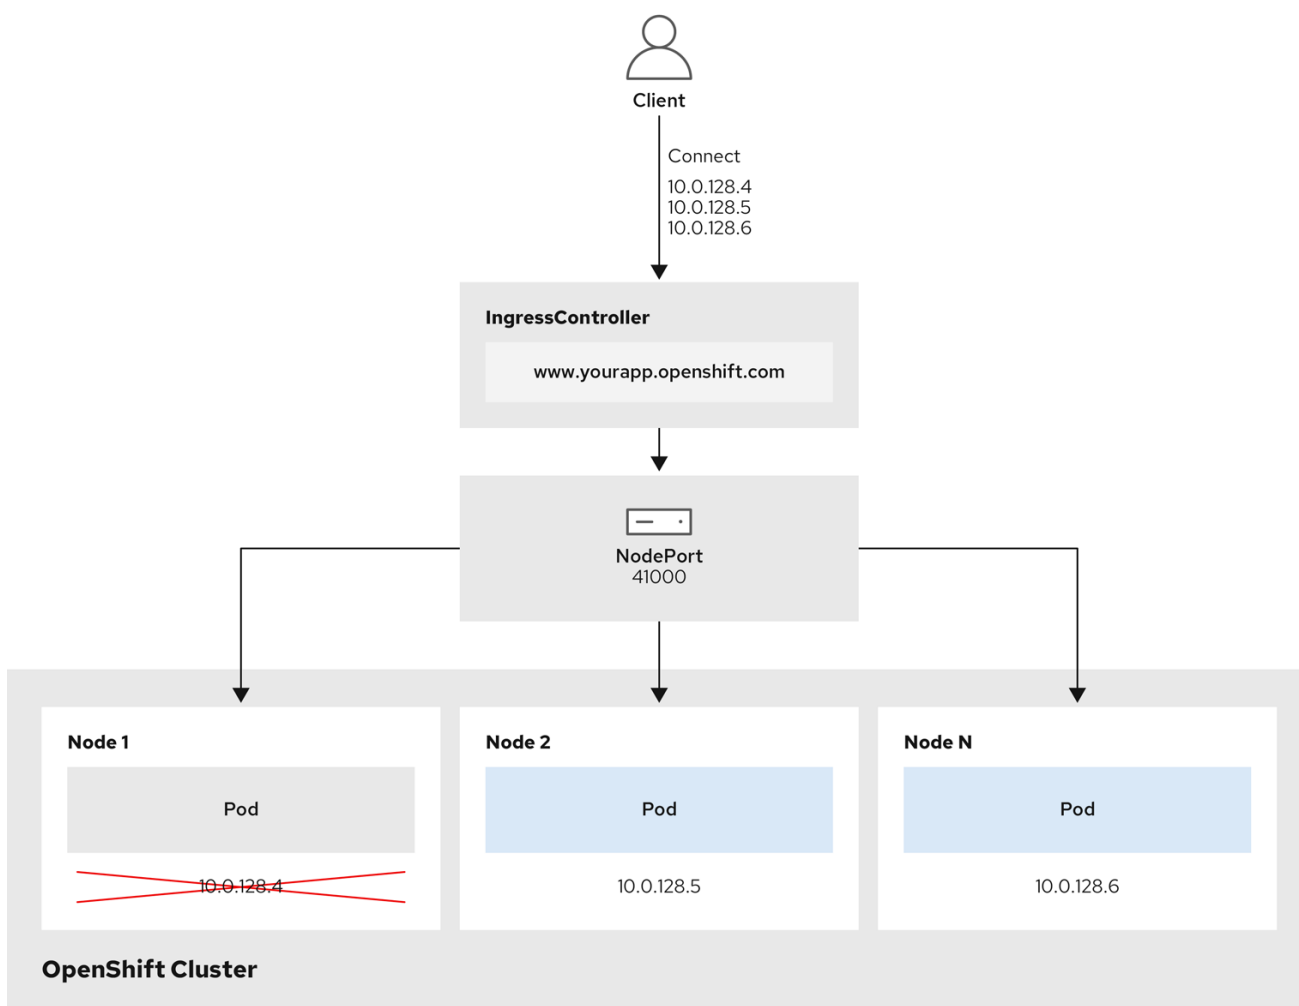 Client
Connect
10.0.128.4
10.0.128.5
10.0.128.6
IngressController
www.yourapp.openshift.com
NodePort
41000
Node 1
Pod
10.0.128.4
Node 2
Pod
10.0.128.5
Node N
Pod
10.0.128.6
OpenShift Cluster